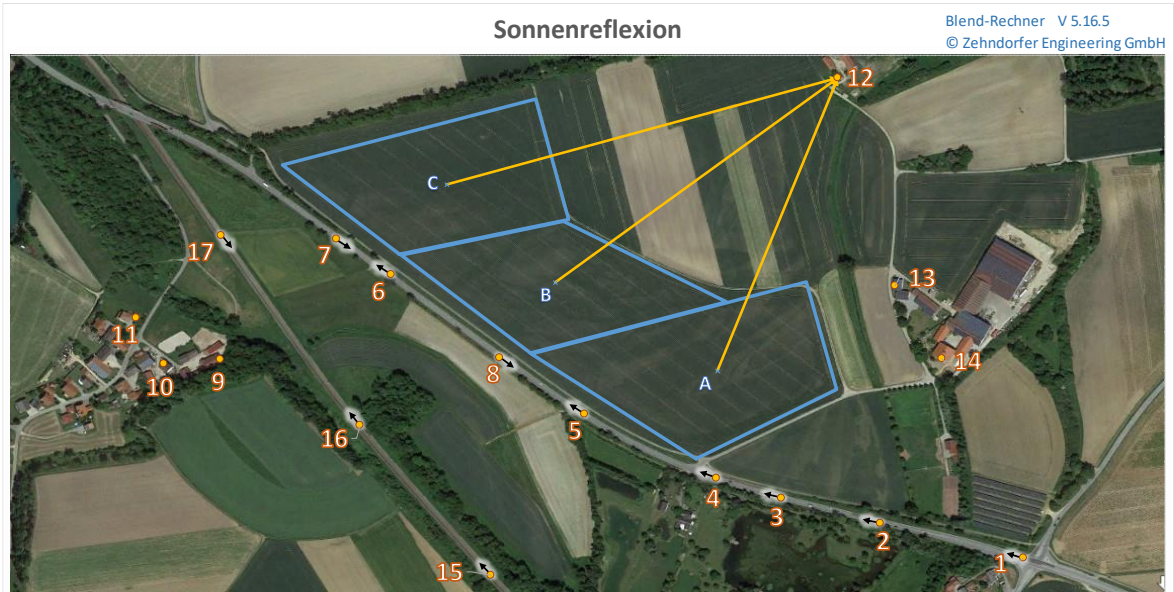 Sonnenreflexion
Blend-Rechner V 5.16.5
© Zehndorfer Engineering GmbH
12
C
17
7
6
B
13
11
10
9
8
14
A
5
16
4
3
2
1
15